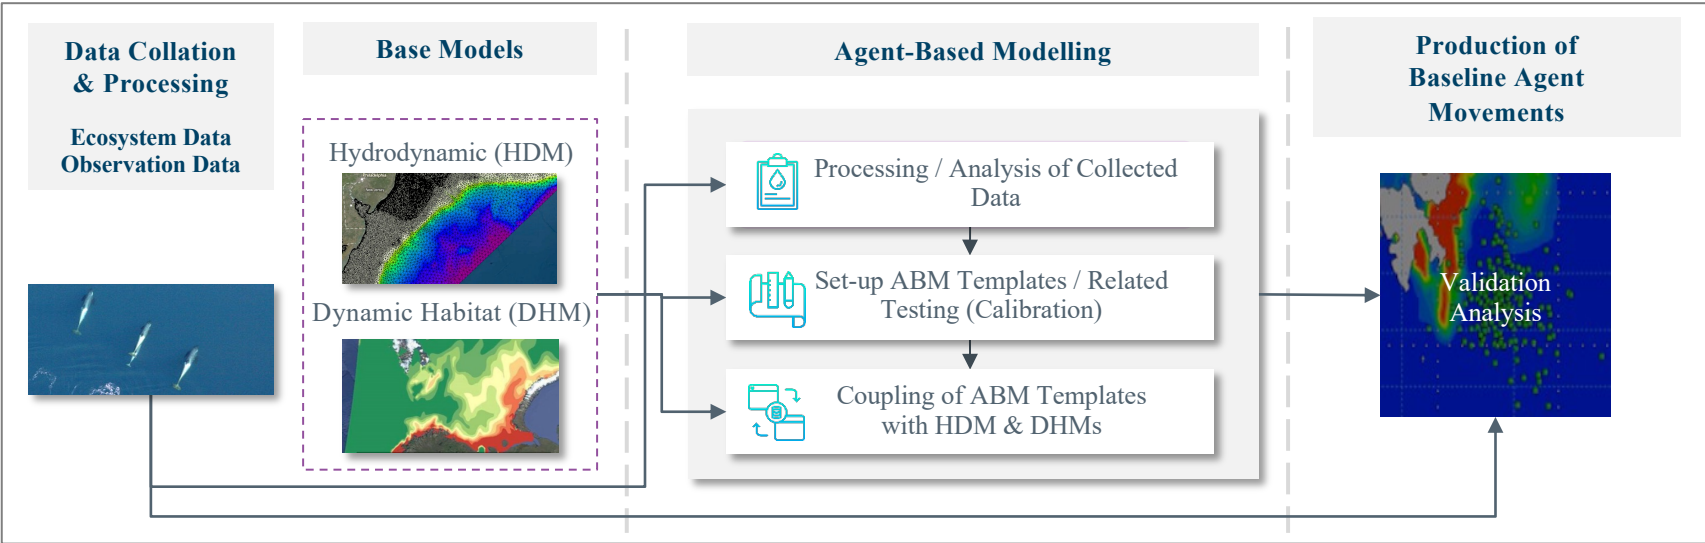 Data Collation
& Processing
Ecosystem Data
Observation Data
Base Models
Hydrodynamic (HDM)
Dynamic Habitat (DHM)
Agent-Based Modelling
Processing / Analysis of Collected
Data
Set-up ABM Templates / Related
Testing (Calibration)
Coupling of ABM Templates
with HDM & DHMs
Production of
Baseline Agent
Movements
Validation
Analysis